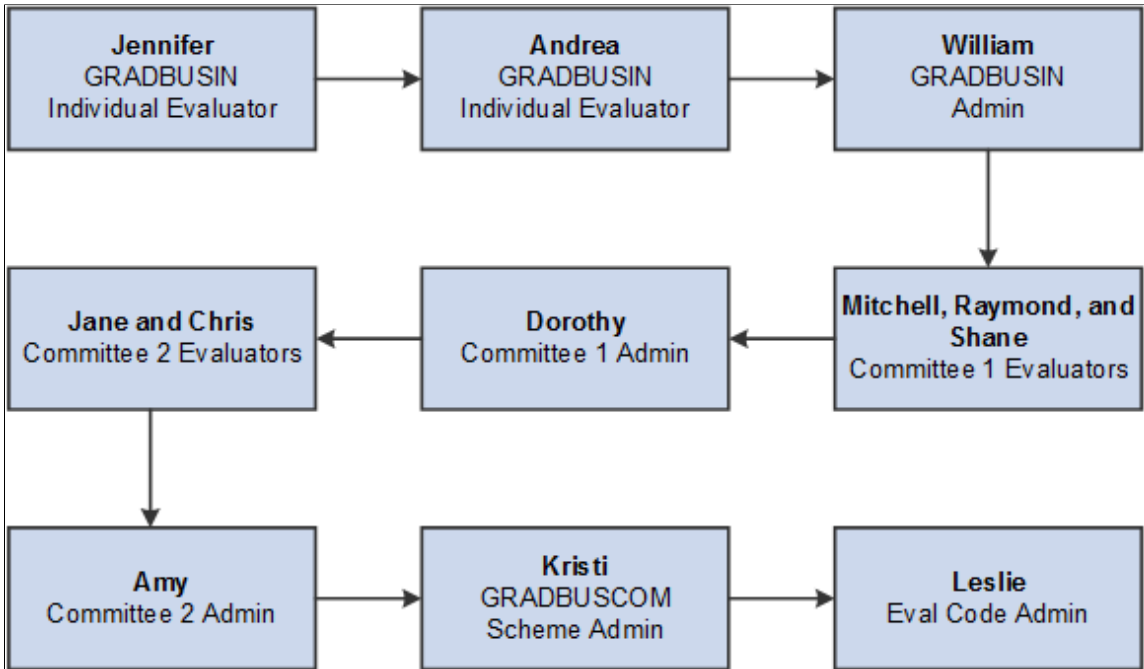 Jennifer
GRADBUSIN
Individual Evaluator
Andrea
GRADBUSIN
Individual Evaluator
William
GRADBUSIN
Admin
Mitchell, Raymond, and
Shane
Committee 1 Evaluators
Dorothy
Committee 1 Admin
Jane and Chris
Committee 2 Evaluators
Amy
Committee 2 Admin
Kristi
GRADBUSCOM
Scheme Admin
Leslie
Eval Code Admin